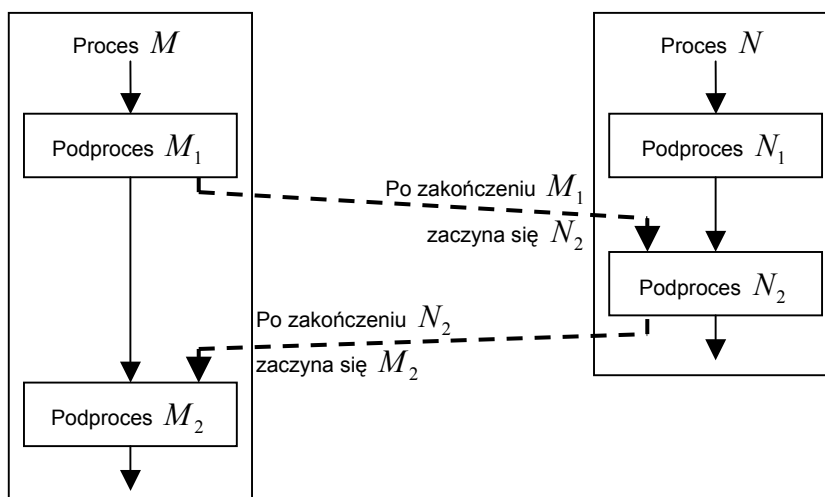 Proces M
Proces N
Podproces M₁
Podproces N₁
Po zakończeniu M₁
zaczyna się N₂
Podproces N₂
Po zakończeniu N₂
zaczyna się M₂
Podproces M₂